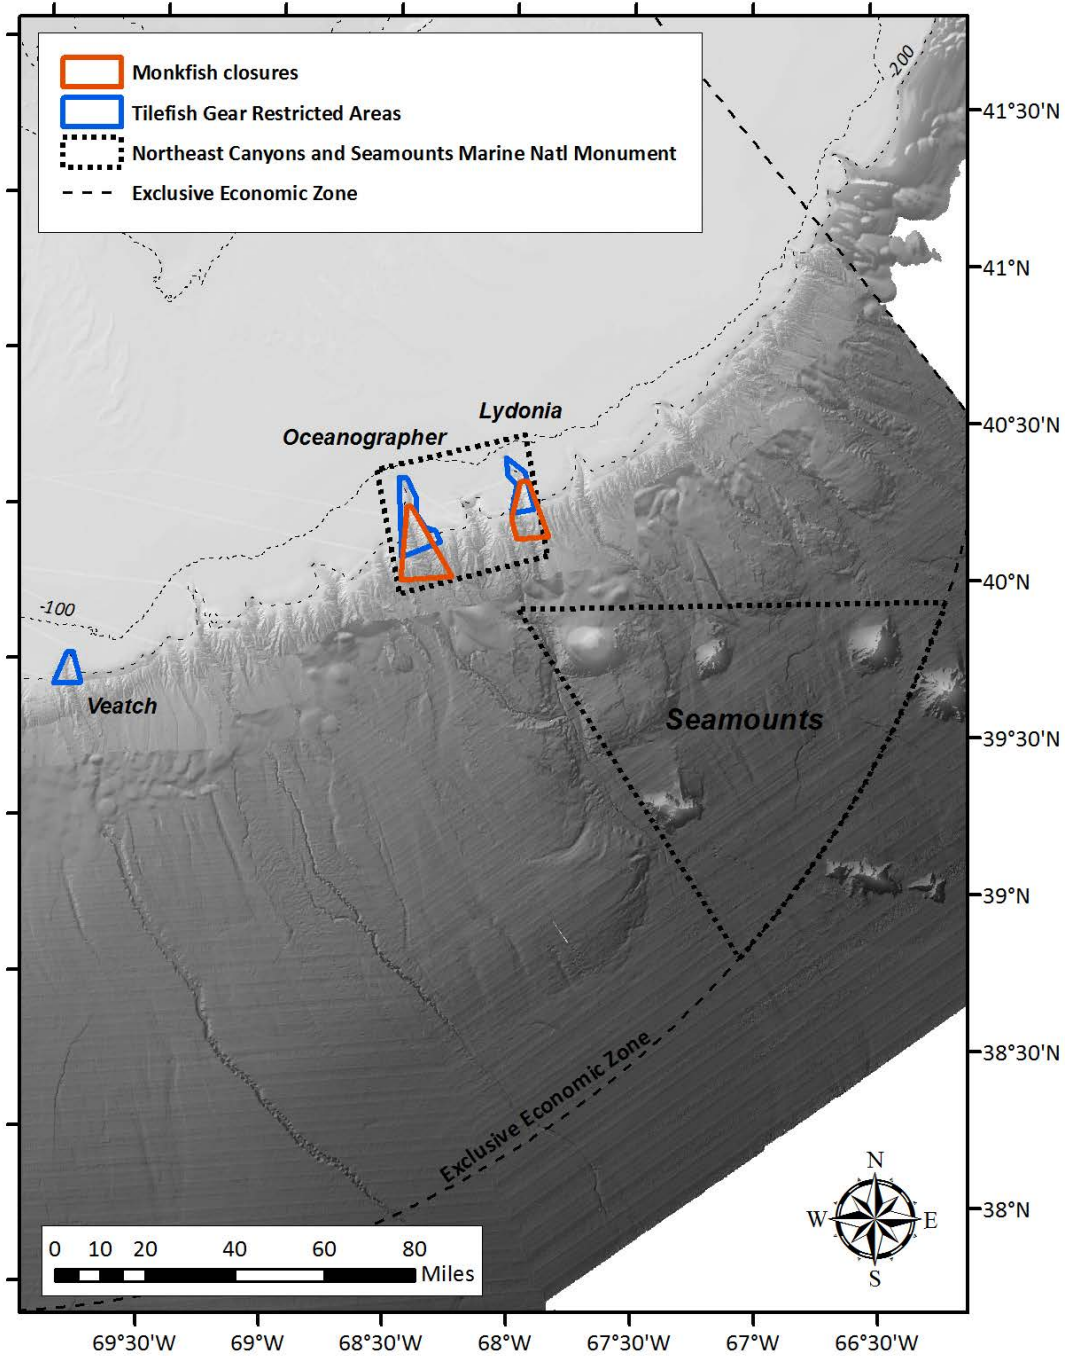 Monkfish closures
Tilefish Gear Restricted Areas
Northeast Canyons and Seamounts Marine Natl Monument
Exclusive Economic Zone
-200
41°30'N
41°N
Lydonia
40°30'N
Oceanographer
40°N
-100
Veatch
Seamounts
39°30'N
39°N
38°30'N
Exclusive Economic Zone
N
W E
S
38°N
0 10 20 40 60 80
Miles
69°30'W 69°W 68°30'W 68°W 67°30'W 67°W 66°30'W